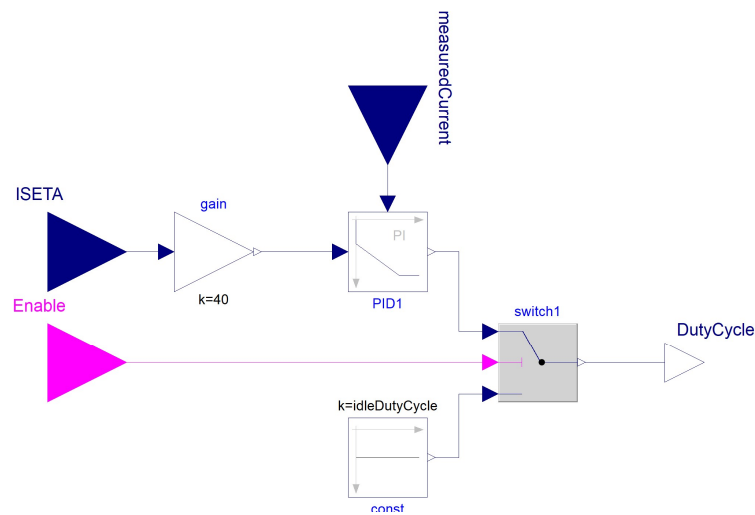 measuredCurrent
ISETA
gain
PI
k=40
PID1
Enable
switch1
DutyCycle
k=idleDutyCycle
const